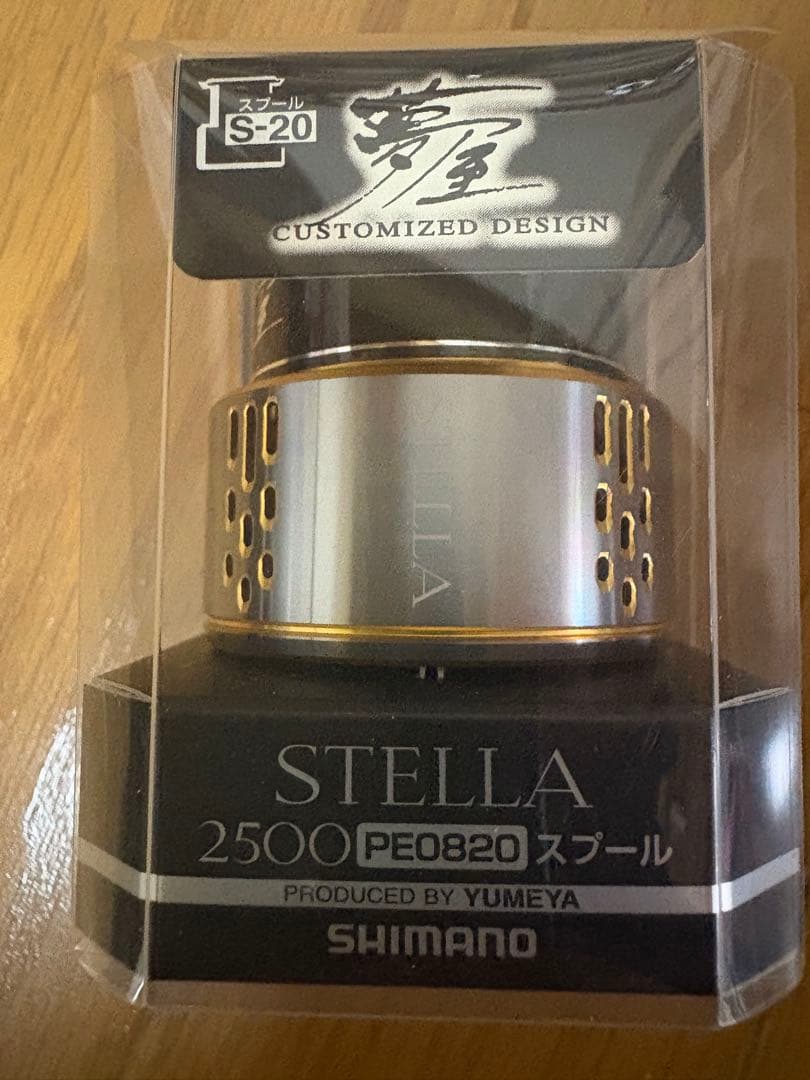 スプール
S-20
夢屋
CUSTOMIZED DESIGN
STELLA
STELLA
2500 PE0820 スプール
PRODUCED BY YUMEYA
SHIMANO